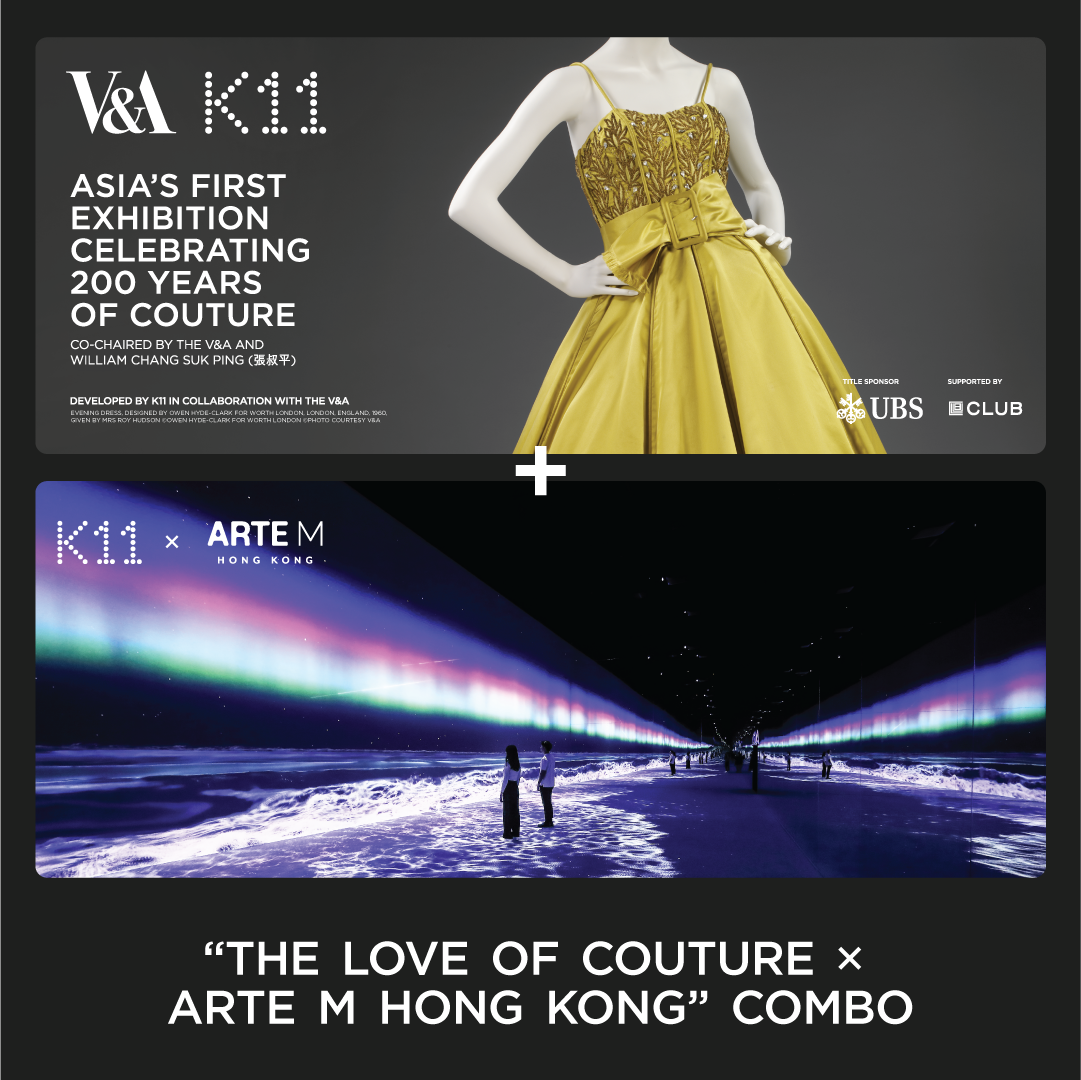 V&A K11
ASIA'S FIRST
EXHIBITION
CELEBRATING
200 YEARS
OF COUTURE
CO-CHAIRED BY THE V&A AND
WILLIAM CHANG SUK PING (張叔平)
DEVELOPED BY K11 IN COLLABORATION WITH THE V&A
EVENING DRESS, DESIGNED BY OWEN HYDE-CLARK FOR WORTH LONDON, LONDON, ENGLAND, 1960,
GIVEN BY MRS ROY HUDSON ©OWEN HYDE-CLARK FOR WORTH LONDON ©PHOTO COURTESY V&A
TITLE SPONSOR
UBS
SUPPORTED BY
CLUB
+
K11 × ARTE M
HONG KONG
“THE LOVE OF COUTURE ×
ARTE M HONG KONG” COMBO